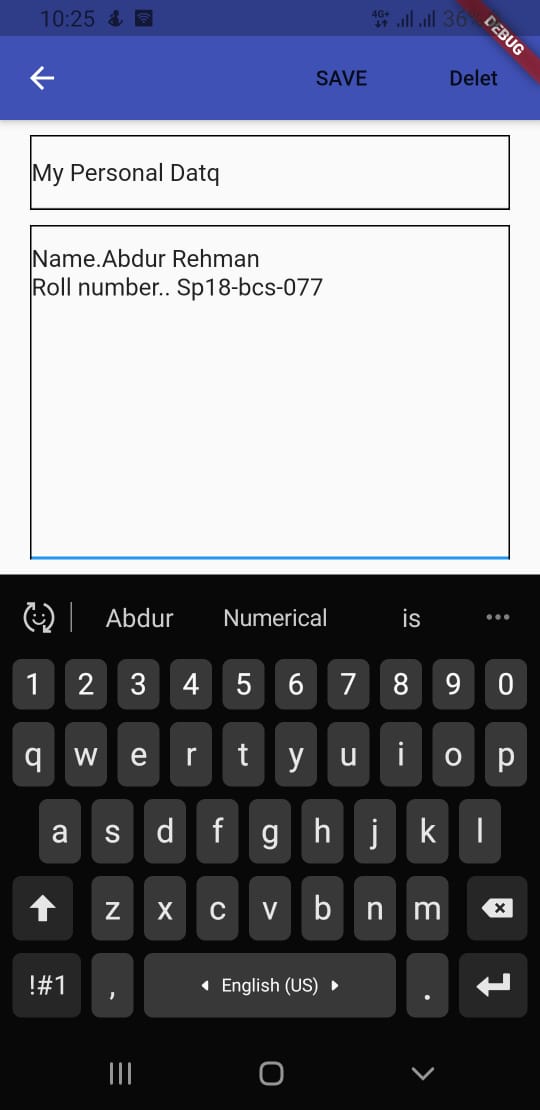 10:25 4G+ 36
DEBUG
SAVE Delet
My Personal Datq
Name.Abdur Rehman
Roll number.. Sp18-bcs-077
Abdur Numerical is
1 2 3 4 5 6 7 8 9 0
q w e r t y u i o p
a s d f g h j k l
z x c v b n m
!#1 , English (US) .